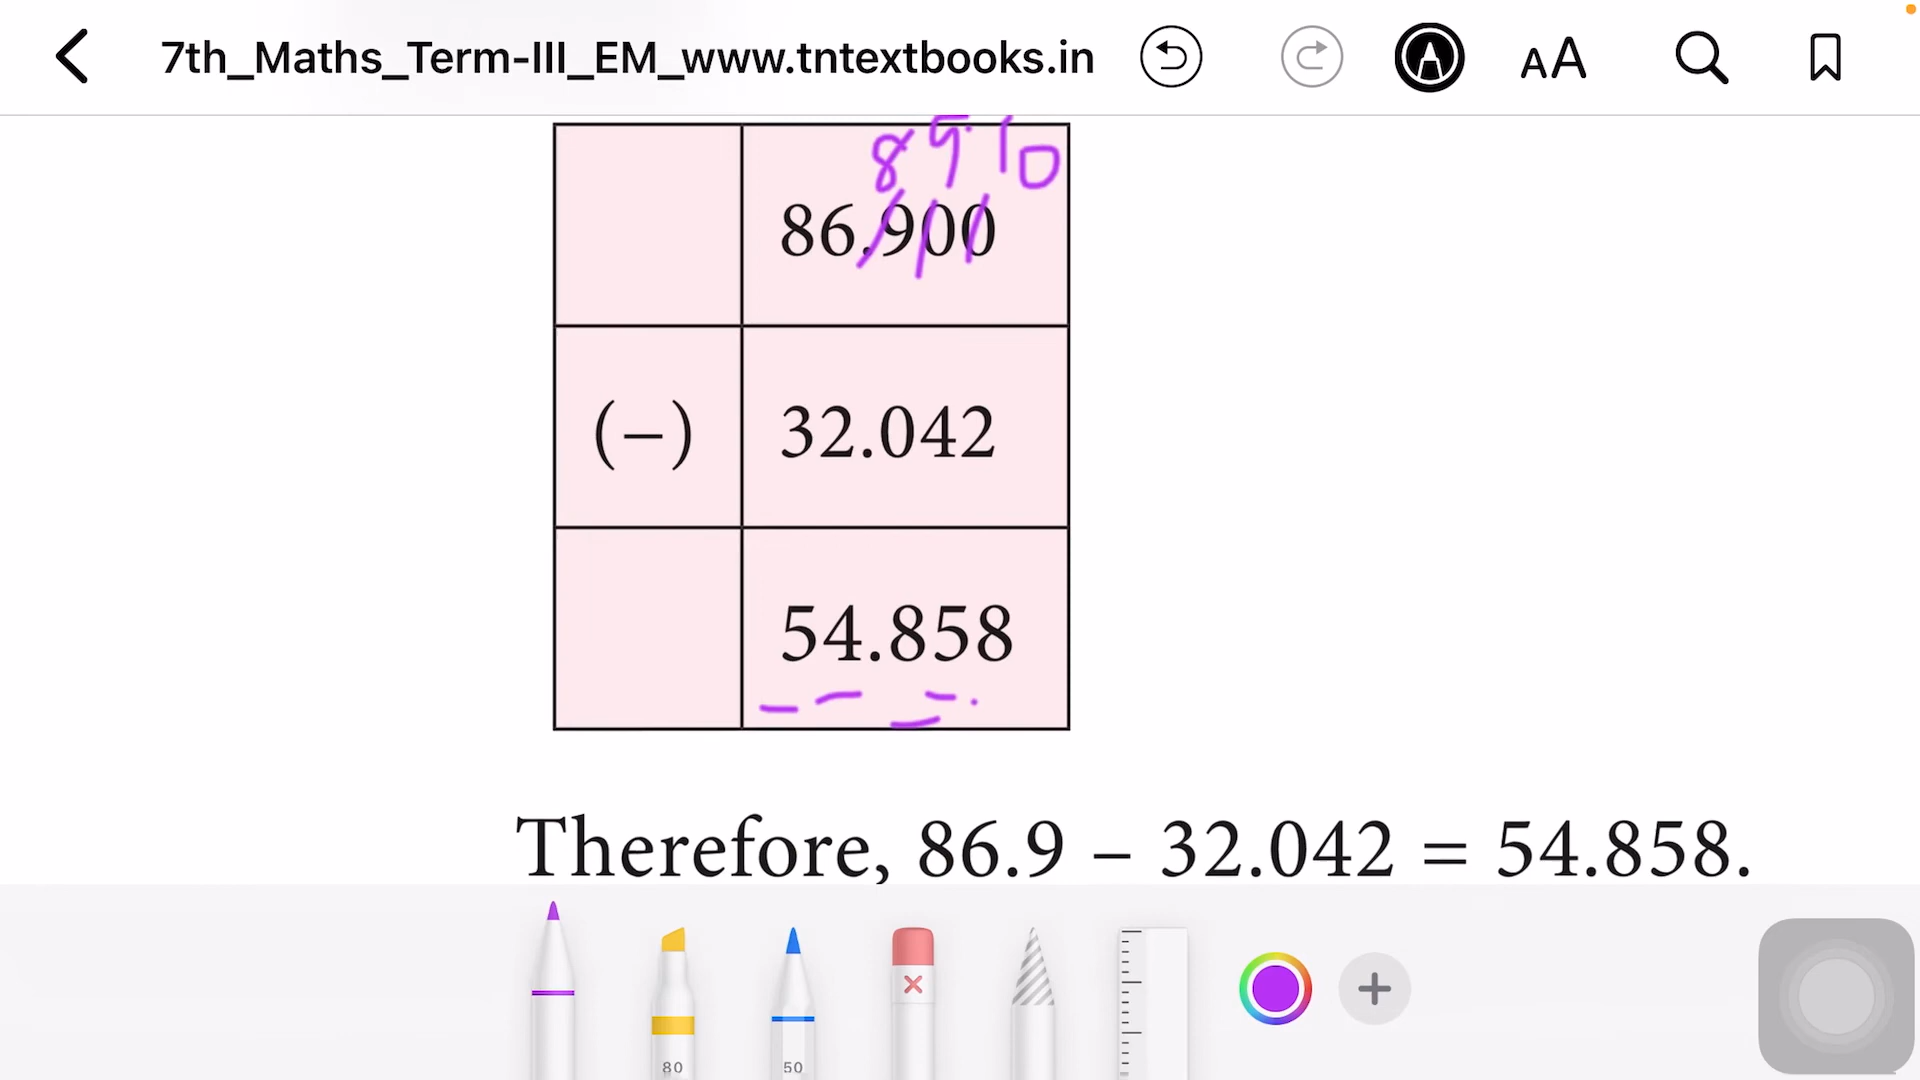 7th_Maths_Term-III_EM_www.tntextbooks.in
AA
8 9 10
86.900
(−) 32.042
54.858
Therefore, 86.9 – 32.042 = 54.858.
80 50